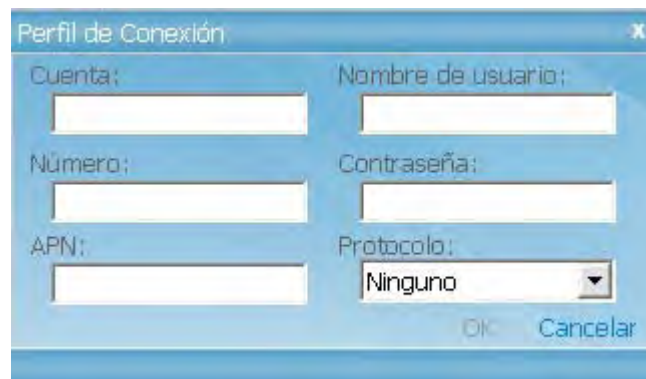 Perfil de Conexión x
Cuenta: Nombre de usuario:
Número: Contraseña:
APN: Protocolo:
Ninguno
OK Cancelar